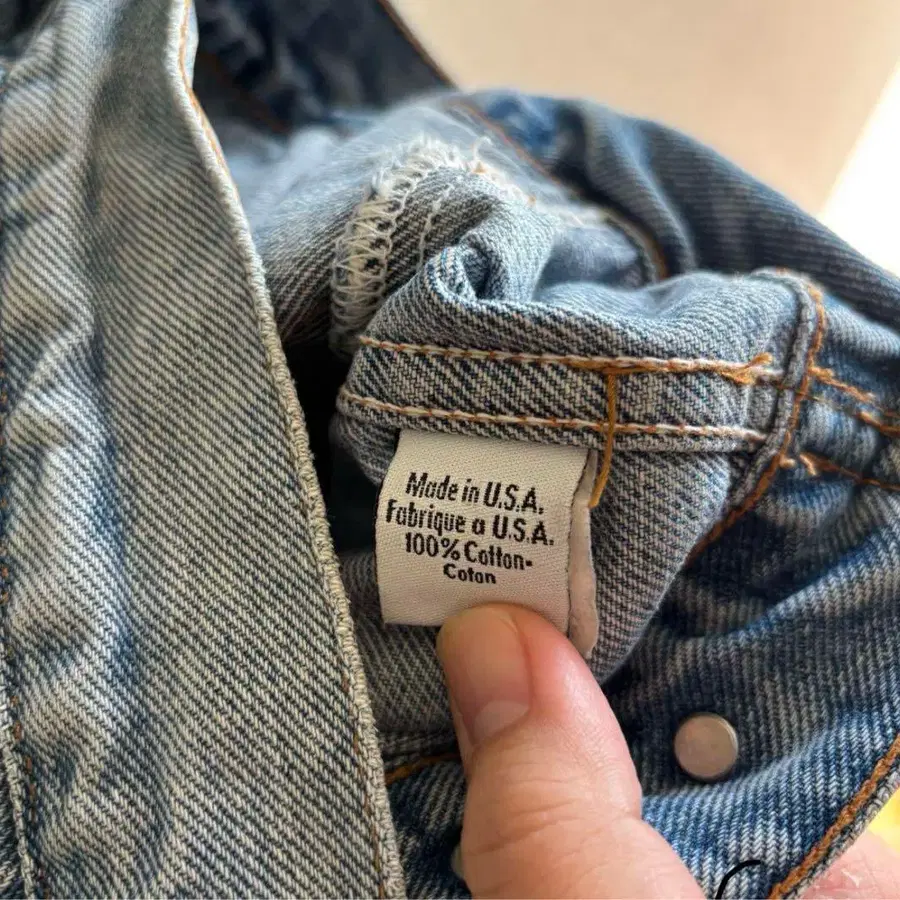 Made in U.S.A.
Fabrique a U.S.A.
100% Cotton-
Coton